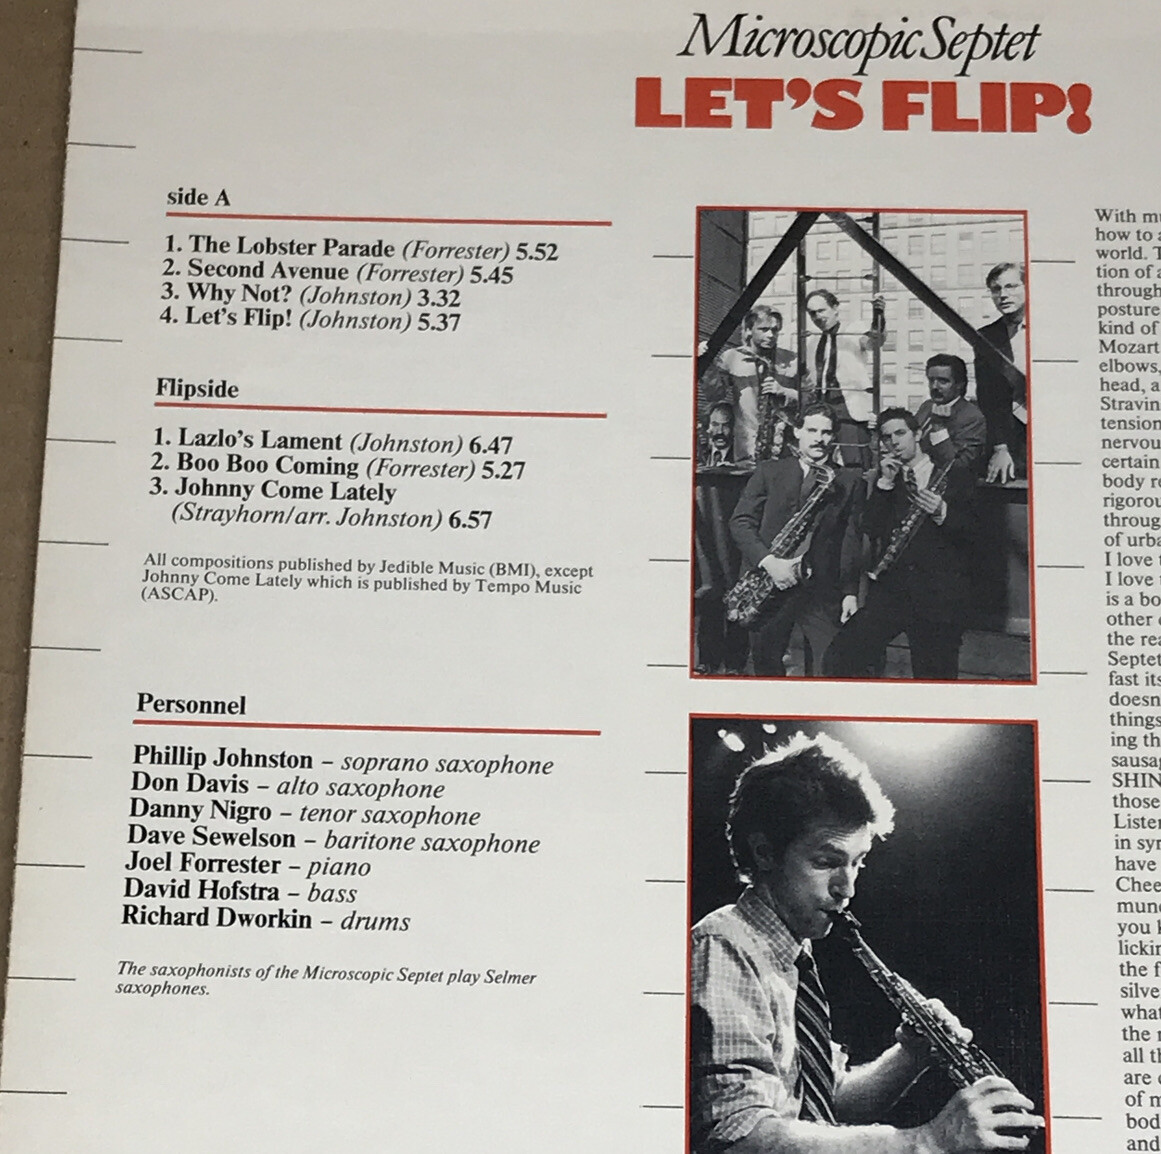 Microscopic Septet
LET'S FLIP!
side A
1. The Lobster Parade (Forrester) 5.52
2. Second Avenue (Forrester) 5.45
3. Why Not? (Johnston) 3.32
4. Let's Flip! (Johnston) 5.37
Flipside
1. Lazlo's Lament (Johnston) 6.47
2. Boo Boo Coming (Forrester) 5.27
3. Johnny Come Lately
(Strayhorn/arr. Johnston) 6.57
All compositions published by Jedible Music (BMI), except
Johnny Come Lately which is published by Tempo Music
(ASCAP).
Personnel
Phillip Johnston – soprano saxophone
Don Davis – alto saxophone
Danny Nigro – tenor saxophone
Dave Sewelson – baritone saxophone
Joel Forrester – piano
David Hofstra – bass
Richard Dworkin – drums
The saxophonists of the Microscopic Septet play Selmer
saxophones.
With
how to
world.
tion of
through
posture
kind of
Mozart
elbows,
head, a
tension
certain
body
of
I love
I love
is a
other
the
Septet
fast its
things
ing
those
in
have
you
the
the
all
are
of
and